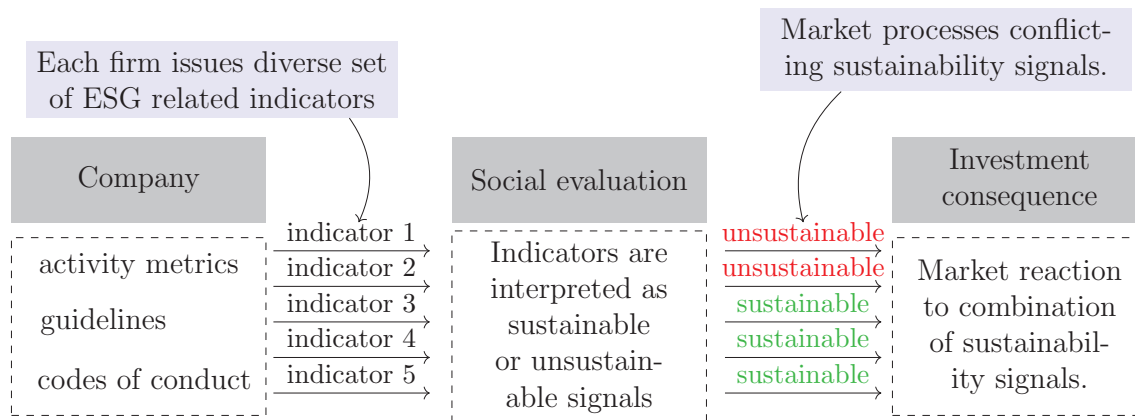 Each firm issues diverse set
of ESG related indicators
Market processes conflict-
ing sustainability signals.
Company
Social evaluation
Investment
consequence
activity metrics
guidelines
codes of conduct
indicator 1
indicator 2
indicator 3
indicator 4
indicator 5
Indicators are
interpreted as
sustainable
or unsustain-
able signals
unsustainable
unsustainable
sustainable
sustainable
sustainable
Market reaction
to combination
of sustainabil-
ity signals.